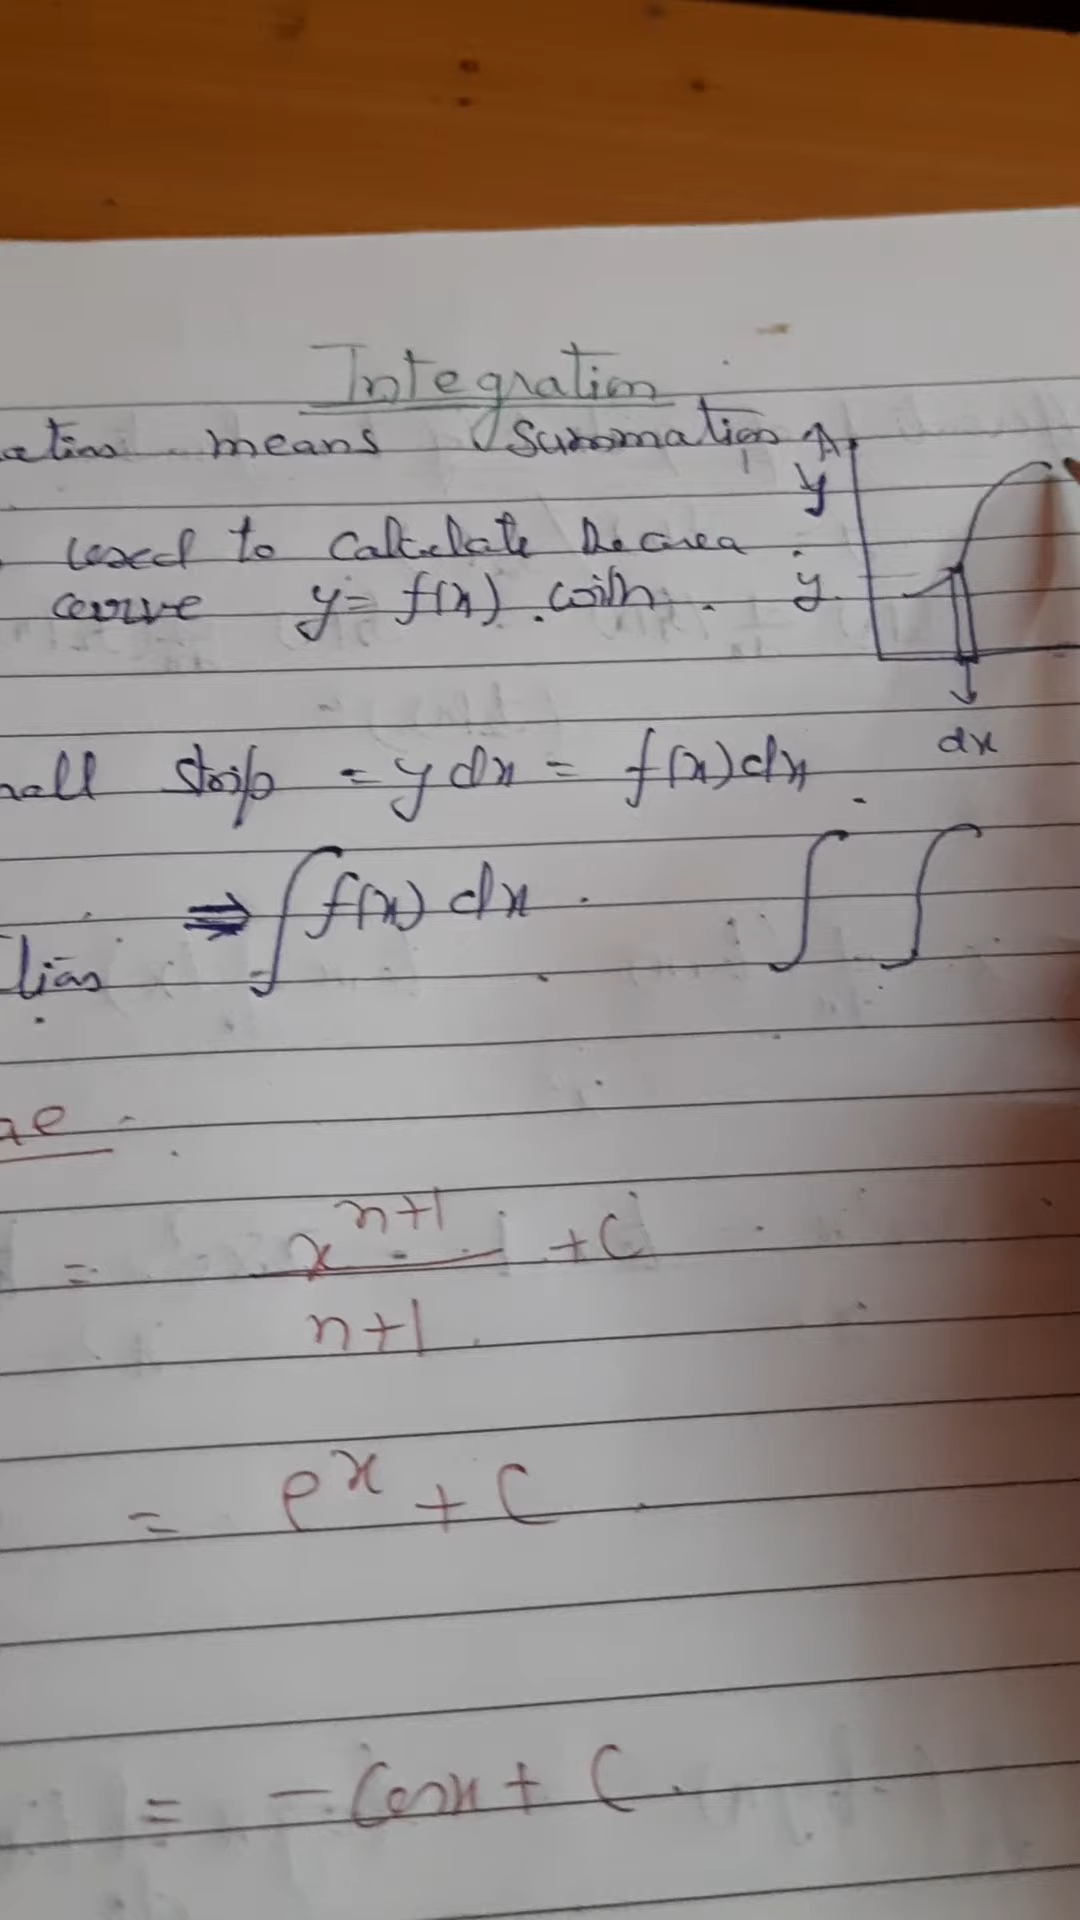 Integration
means Summation
y
used to calculate the area
curve y = f(x) with. y
strip = y dx = f(x) dx
dx
⇒ ∫ f(x) dx ∫ ∫
= x^(n+1)/(n+1) + C
= e^x + C
= - Cosx + C